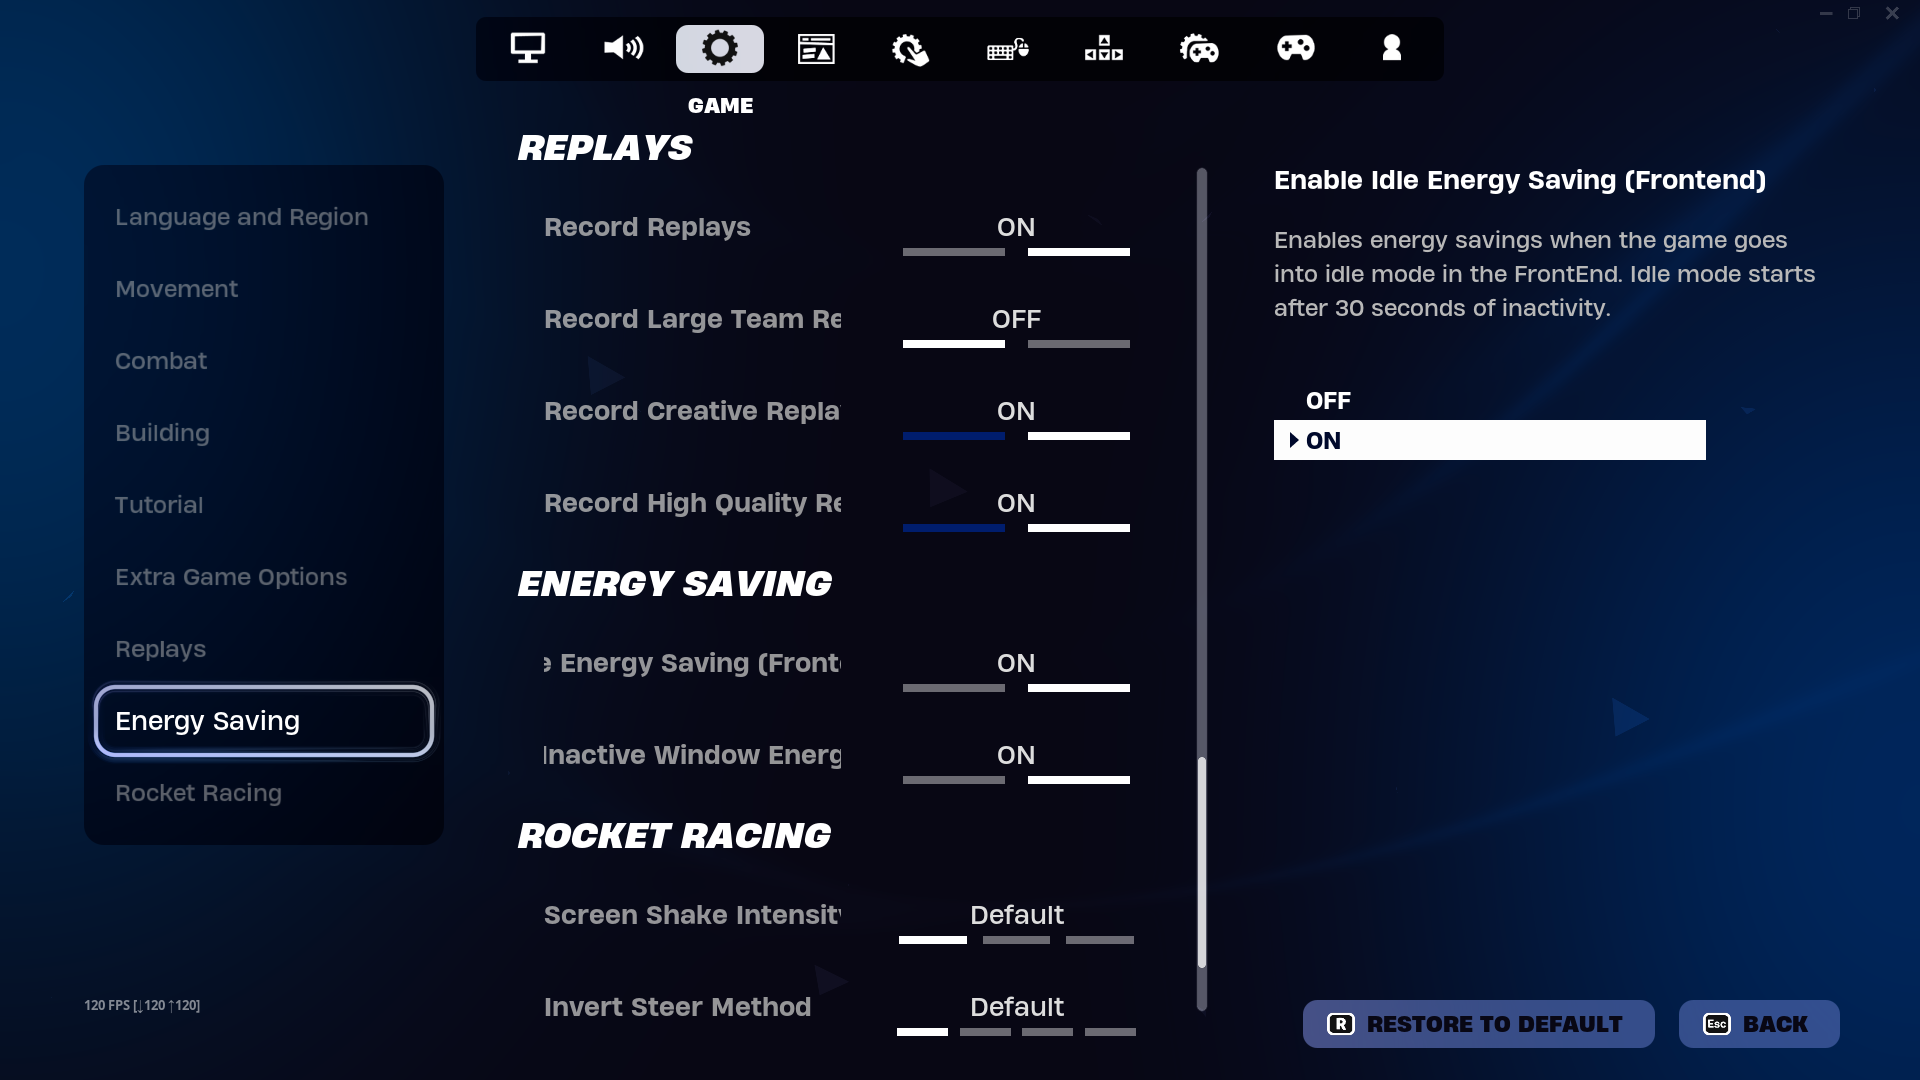 GAME
Language and Region
Movement
Combat
Building
Tutorial
Extra Game Options
Replays
Energy Saving
Rocket Racing
REPLAYS
Record Replays
ON
Record Large Team Re
OFF
Record Creative Repla
ON
Record High Quality Re
ON
ENERGY SAVING
e Energy Saving (Front
ON
Inactive Window Energ
ON
ROCKET RACING
Screen Shake Intensity
Default
Invert Steer Method
Default
Enable Idle Energy Saving (Frontend)
Enables energy savings when the game goes
into idle mode in the FrontEnd. Idle mode starts
after 30 seconds of inactivity.
OFF
ON
120 FPS [↓120 ↑120]
R RESTORE TO DEFAULT
Esc BACK